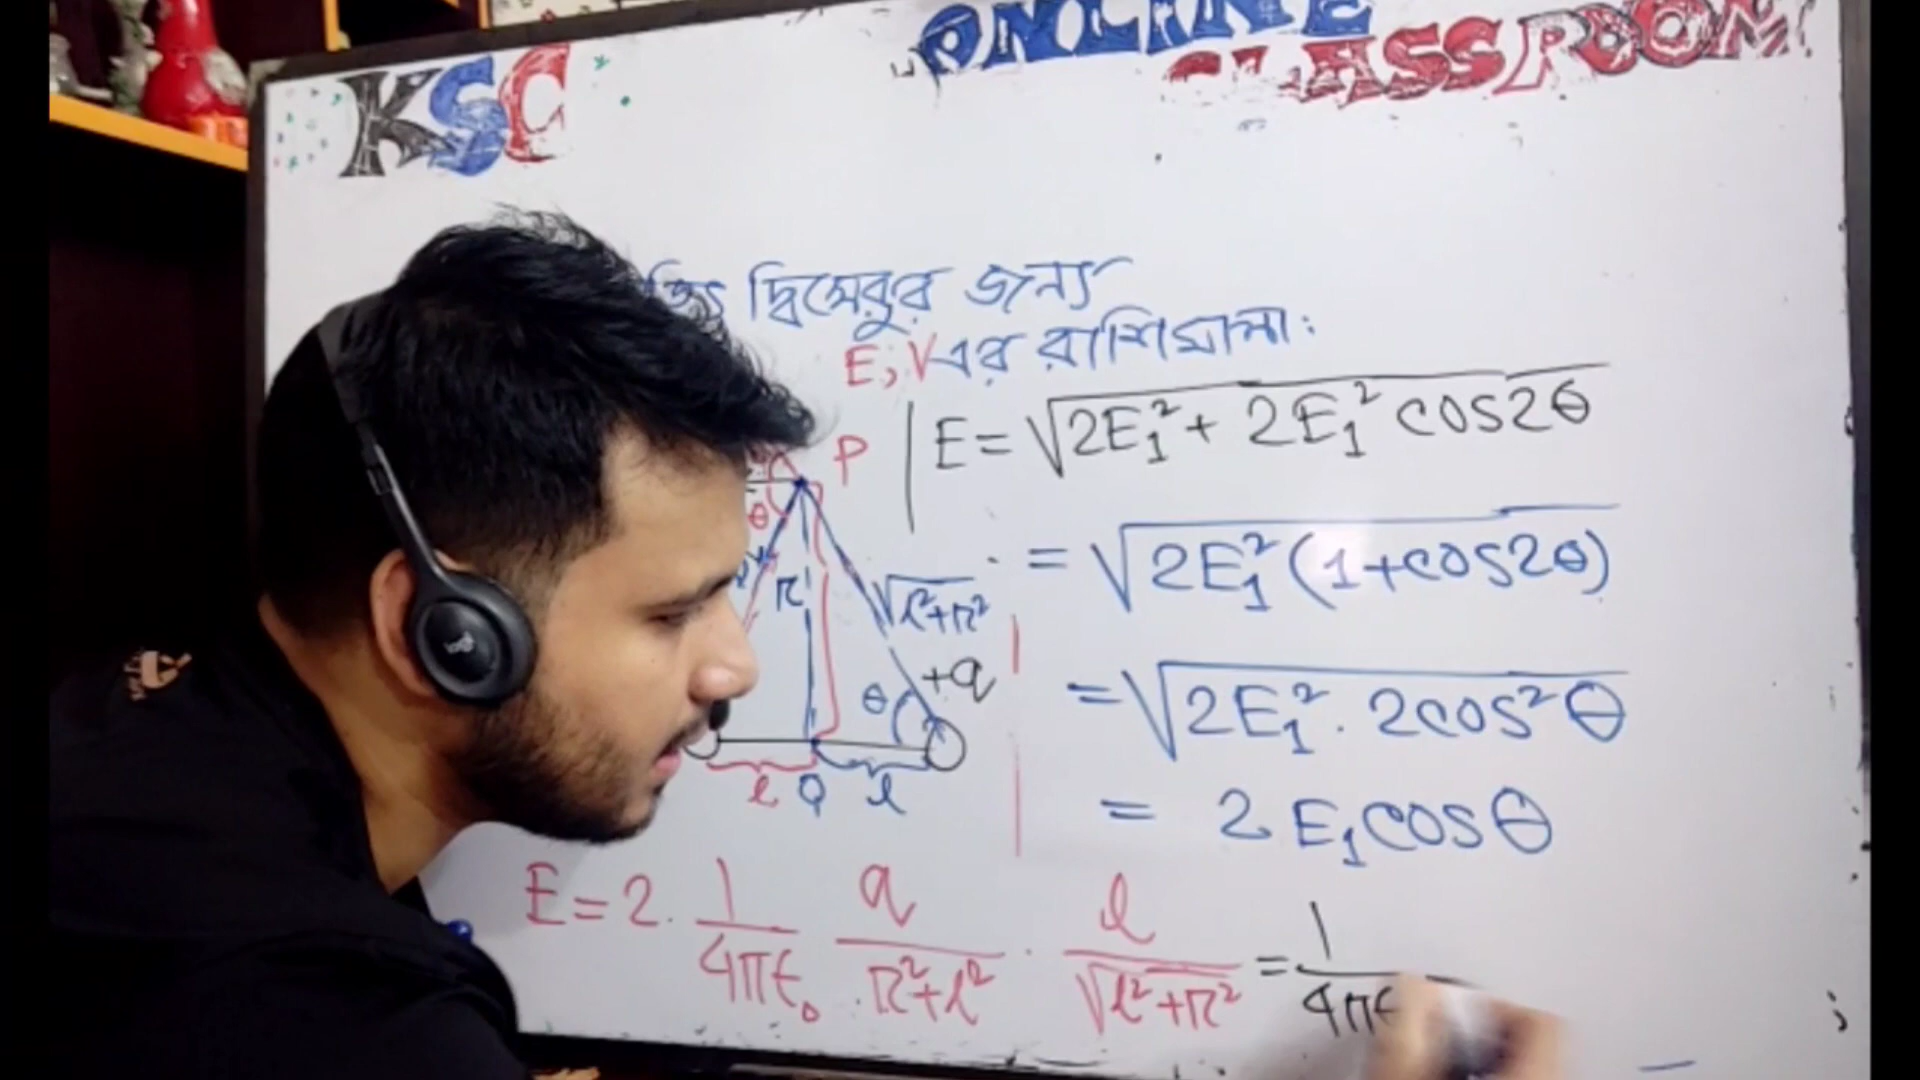 KSC
ONLINE
CLASSROOM
দ্বিমেরুর জন্য
E, V এর রাশিমালা:
P | E = √(2E₁² + 2E₁² cos2θ)
= √(2E₁²(1+cos2θ))
= √(2E₁² . 2cos²θ)
= 2E₁cosθ
θ
r
√(l²+r²)
θ
+q
l Q l
E = 2. 1/4πε₀ q/r²+l² . l/√(l²+r²) = 1/4πε